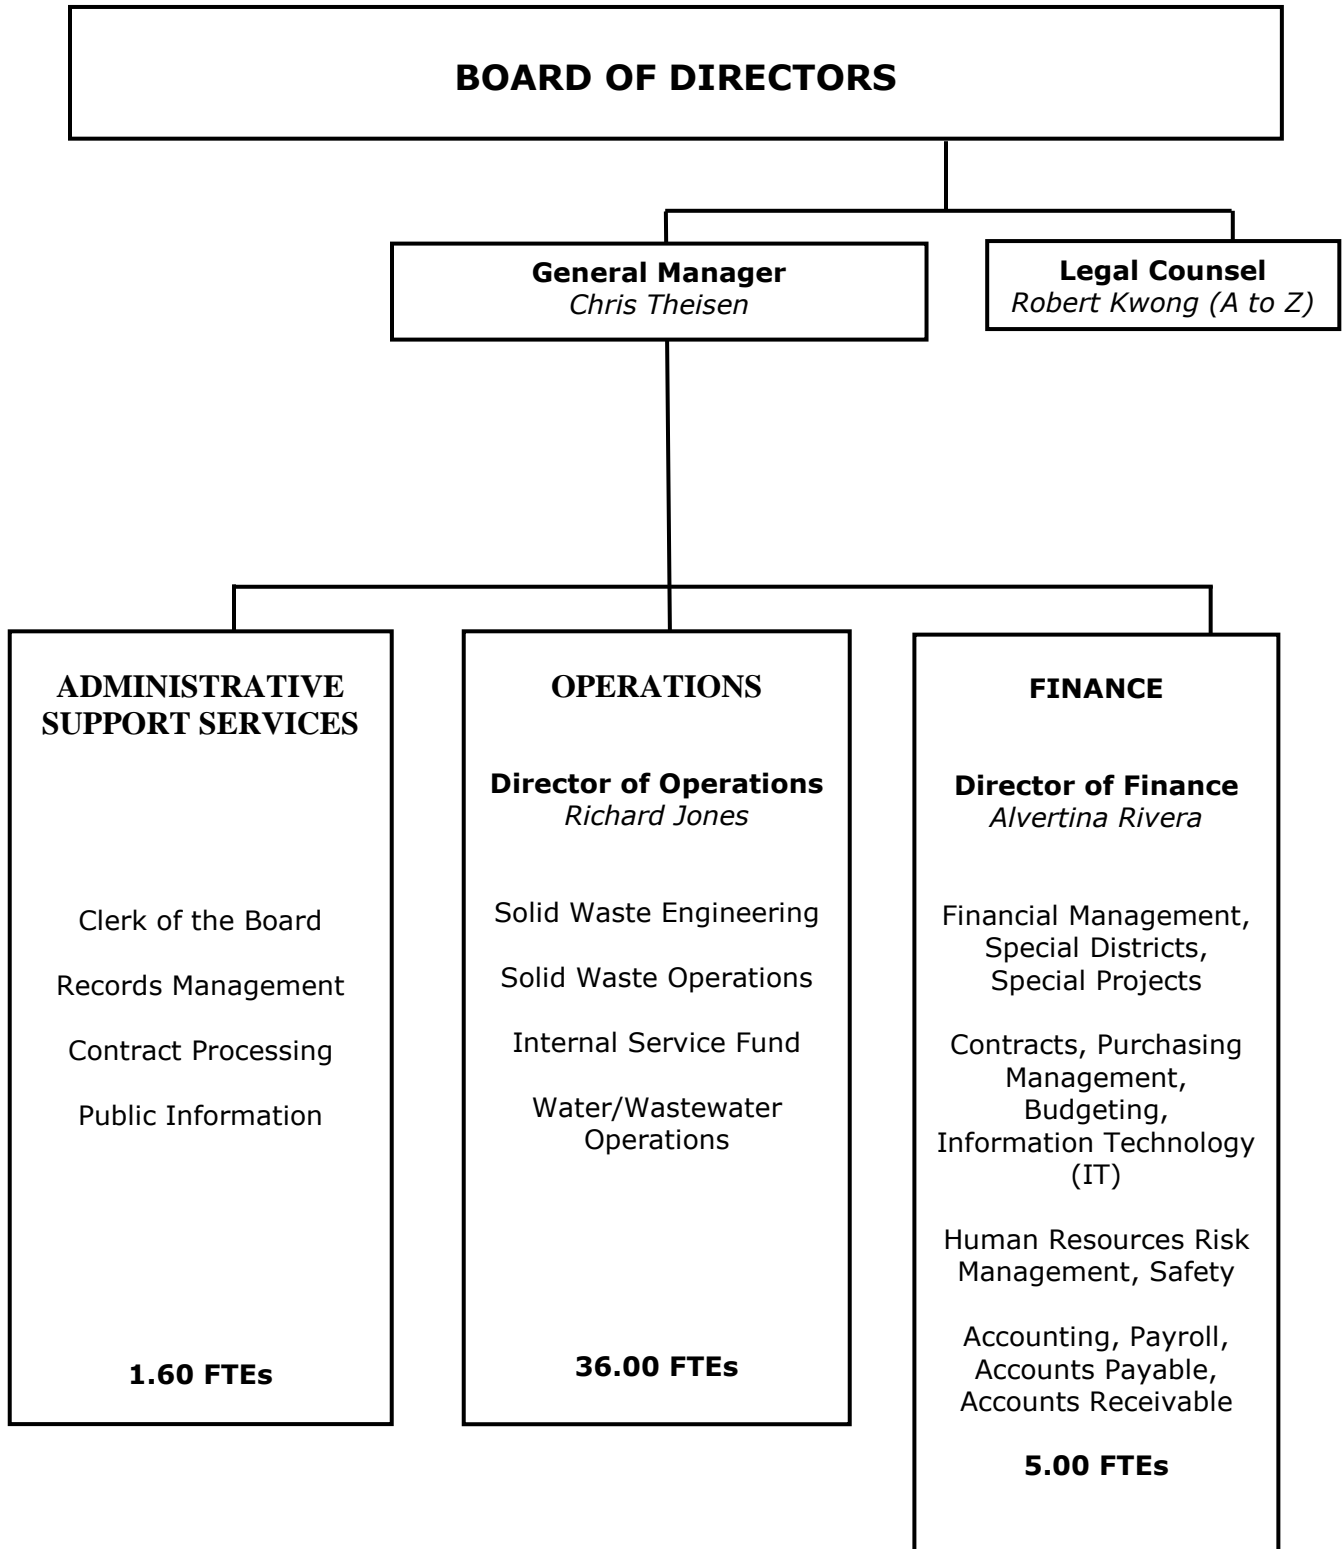 BOARD OF DIRECTORS
General Manager
Chris Theisen
Legal Counsel
Robert Kwong (A to Z)
ADMINISTRATIVE
SUPPORT SERVICES
Clerk of the Board
Records Management
Contract Processing
Public Information
1.60 FTEs
OPERATIONS
Director of Operations
Richard Jones
Solid Waste Engineering
Solid Waste Operations
Internal Service Fund
Water/Wastewater
Operations
36.00 FTEs
FINANCE
Director of Finance
Alvertina Rivera
Financial Management,
Special Districts,
Special Projects
Contracts, Purchasing
Management,
Budgeting,
Information Technology
(IT)
Human Resources Risk
Management, Safety
Accounting, Payroll,
Accounts Payable,
Accounts Receivable
5.00 FTEs